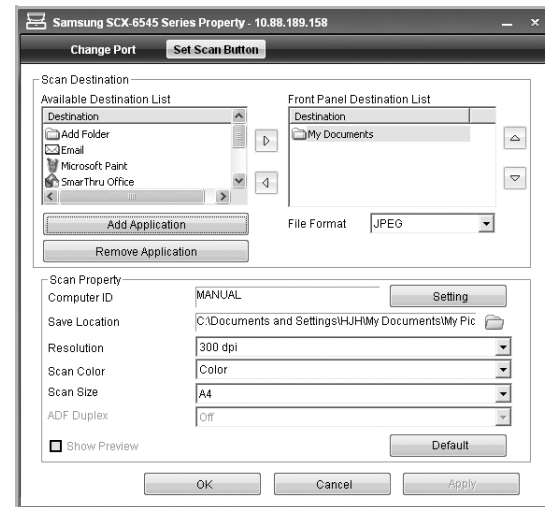 Samsung SCX-6545 Series Property - 10.88.189.158
Change Port Set Scan Button
Scan Destination
Available Destination List
Destination
Add Folder
Email
Microsoft Paint
SmarThru Office
Add Application
Remove Application
Front Panel Destination List
Destination
My Documents
File Format JPEG
Scan Property
Computer ID MANUAL Setting
Save Location C:\Documents and Settings\HJH\My Documents\My Pic
Resolution 300 dpi
Scan Color Color
Scan Size A4
ADF Duplex Off
Show Preview Default
OK Cancel Apply